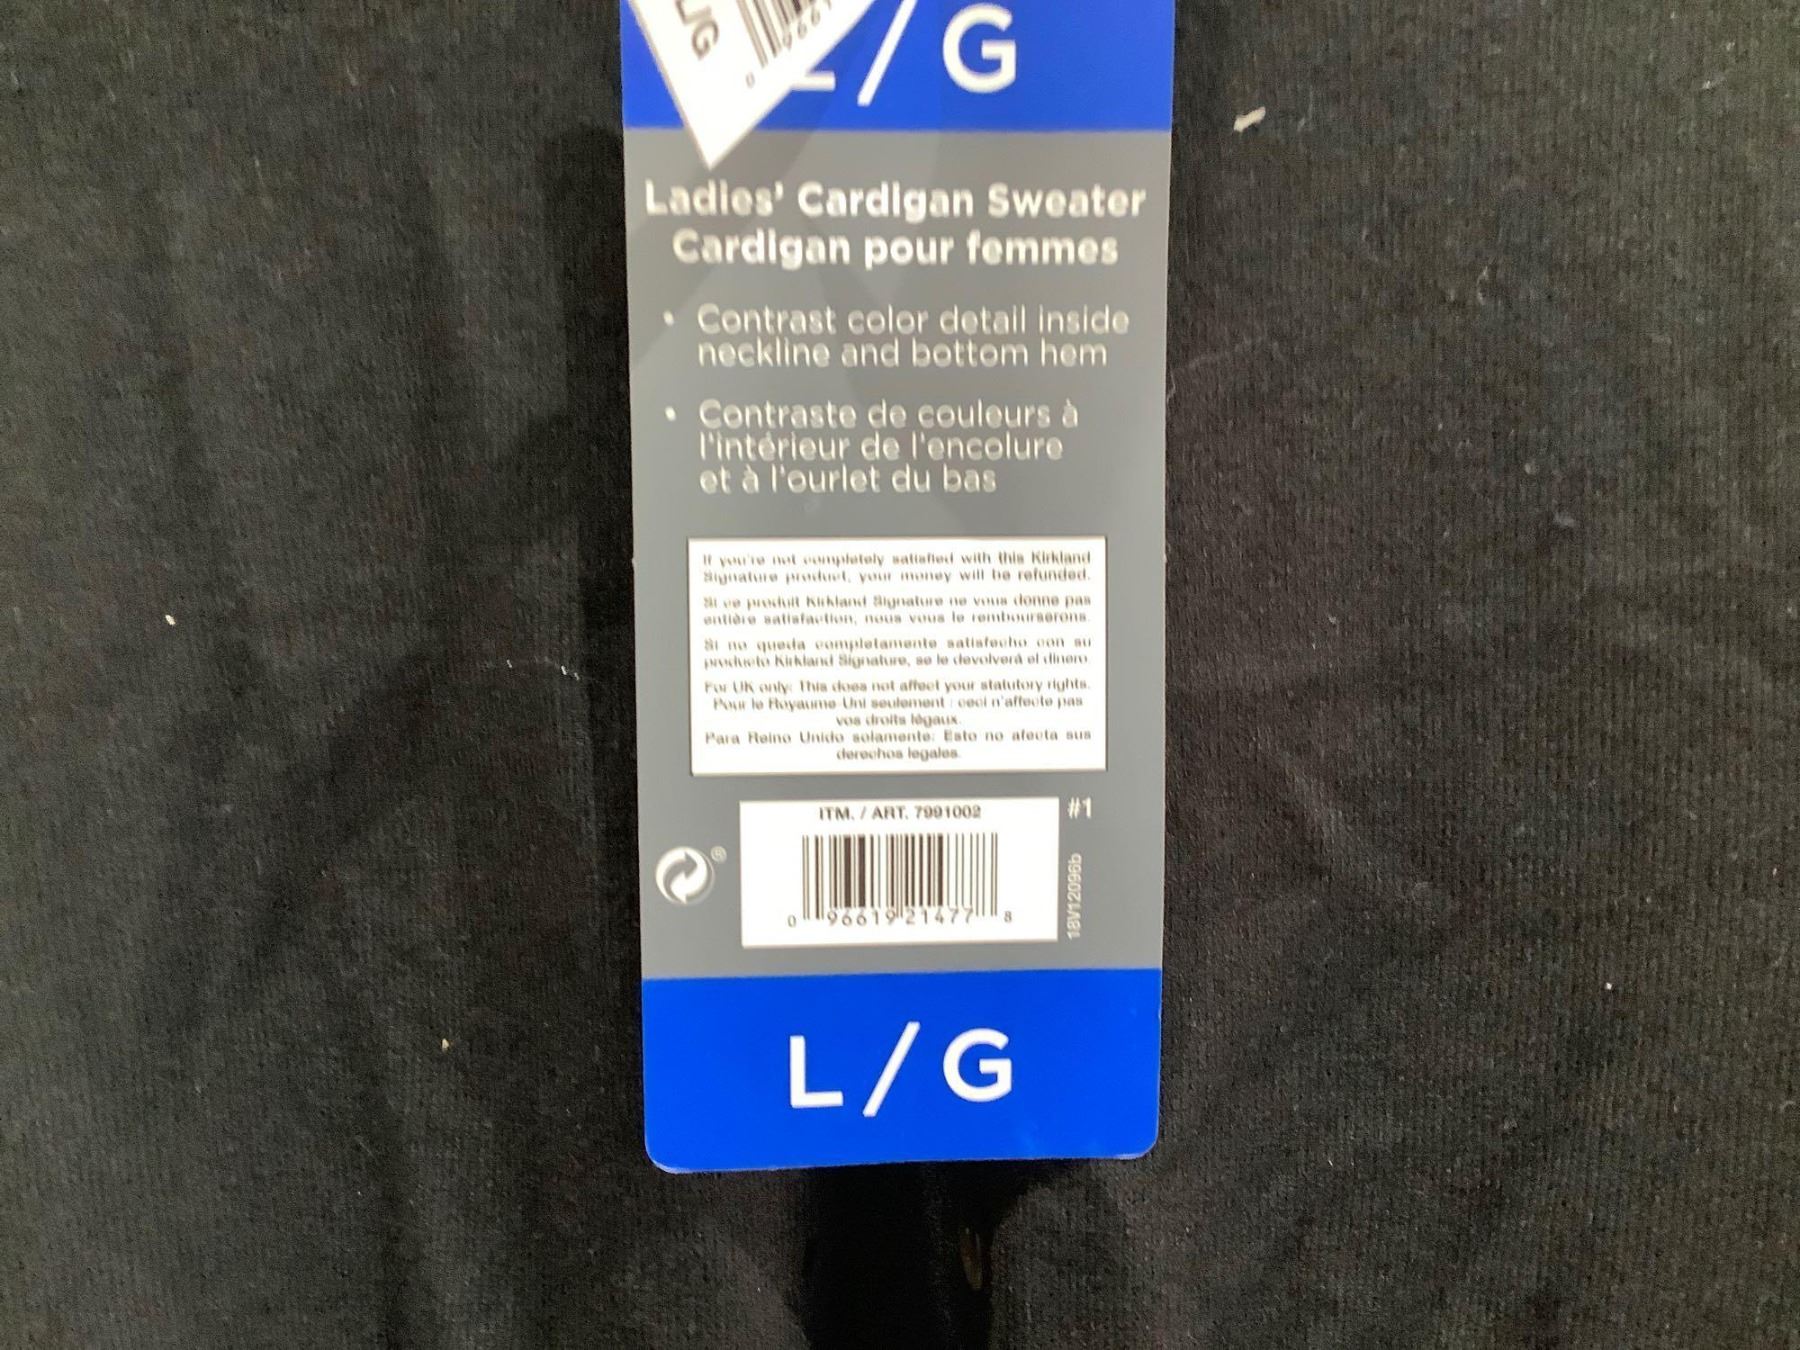 L/G
9661
L / G
Ladies' Cardigan Sweater
Cardigan pour femmes
• Contrast color detail inside
neckline and bottom hem
• Contraste de couleurs à
l'intérieur de l'encolure
et à l'ourlet du bas
If you're not completely satisfied with this Kirkland
Signature product, your money will be refunded.
Si ce produit Kirkland Signature ne vous donne pas
entière satisfaction, nous vous le rembourserons.
Si no queda completamente satisfecho con su
producto Kirkland Signature, se le devolverá el dinero.
For UK only: This does not affect your statutory rights.
Pour le Royaume-Uni seulement : ceci n'affecte pas
vos droits légaux.
Para Reino Unido solamente: Esto no afecta sus
derechos legales.
ITM. / ART. 7991002
#1
®
0 96619 21477 8
18V12096b
L / G